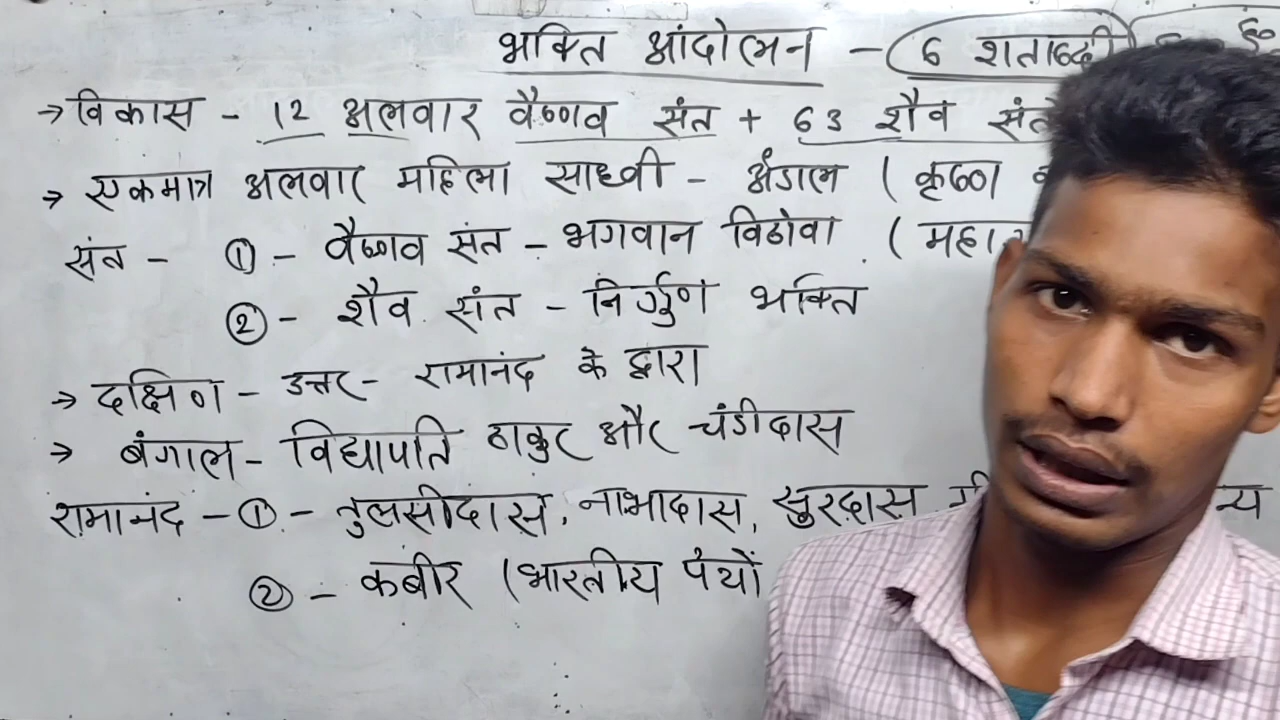 भक्ति आंदोलन - 6 शताब्दी
→ विकास - 12 अलवार वैष्णव संत + 63 शैव संत
→ एकमात्र अलवार महिला साध्वी - अंडाल ( कृष्ण
संत - ① - वैष्णव संत - भगवान विठोवा (
② - शैव संत - निर्गुण भक्ति
→ दक्षिण - उत्तर - रामानंद के द्वारा
→ बंगाल - विद्यापति ठाकुर और चंडीदास
रामानंद - ① - तुलसीदास, नाभादास, सुरदास
② - कबीर (भारतीय पंथों